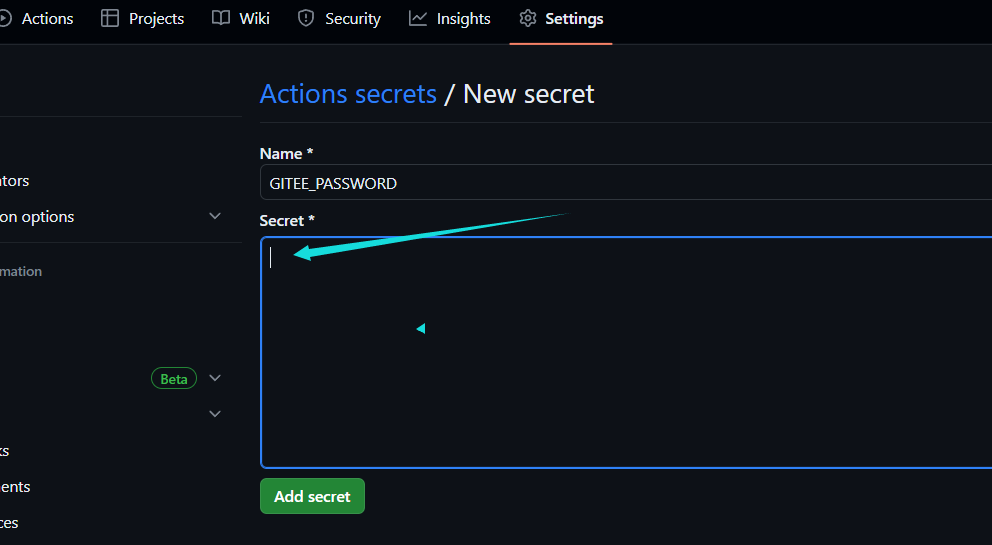 Actions Projects Wiki Security Insights Settings
Actions secrets / New secret
Name *
GITEE_PASSWORD
Secret *
ators
on options
mation
Beta
ks
ents
ces
Add secret